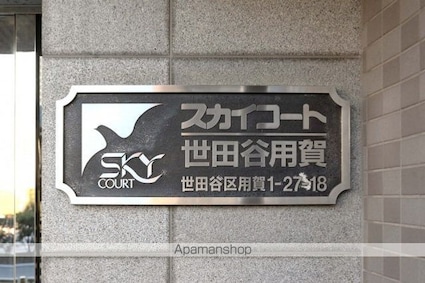 スカイコート
SKY
COURT
世田谷用賀
世田谷区用賀1-27-18
Apamanshop